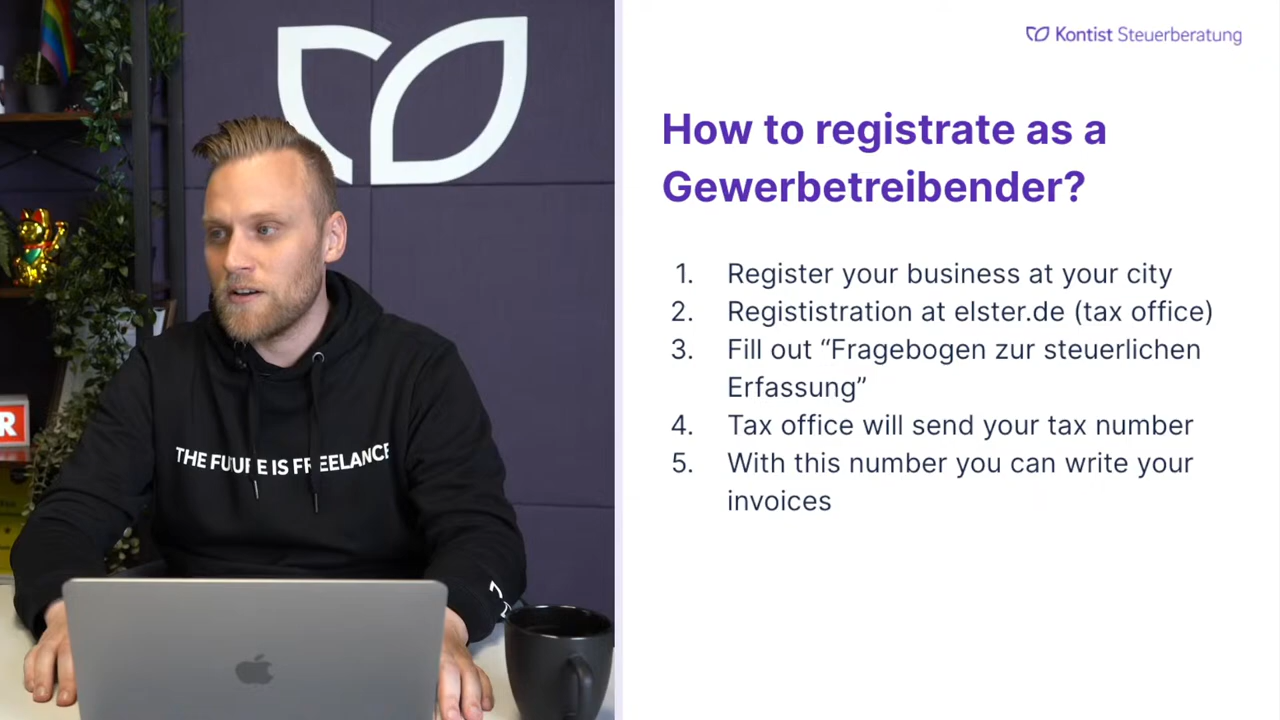 Kontist Steuerberatung
How to registrate as a
Gewerbetreibender?
1. Register your business at your city
2. Regististration at elster.de (tax office)
3. Fill out “Fragebogen zur steuerlichen
Erfassung”
4. Tax office will send your tax number
5. With this number you can write your
invoices
THE FUTURE IS FREELANCE
R